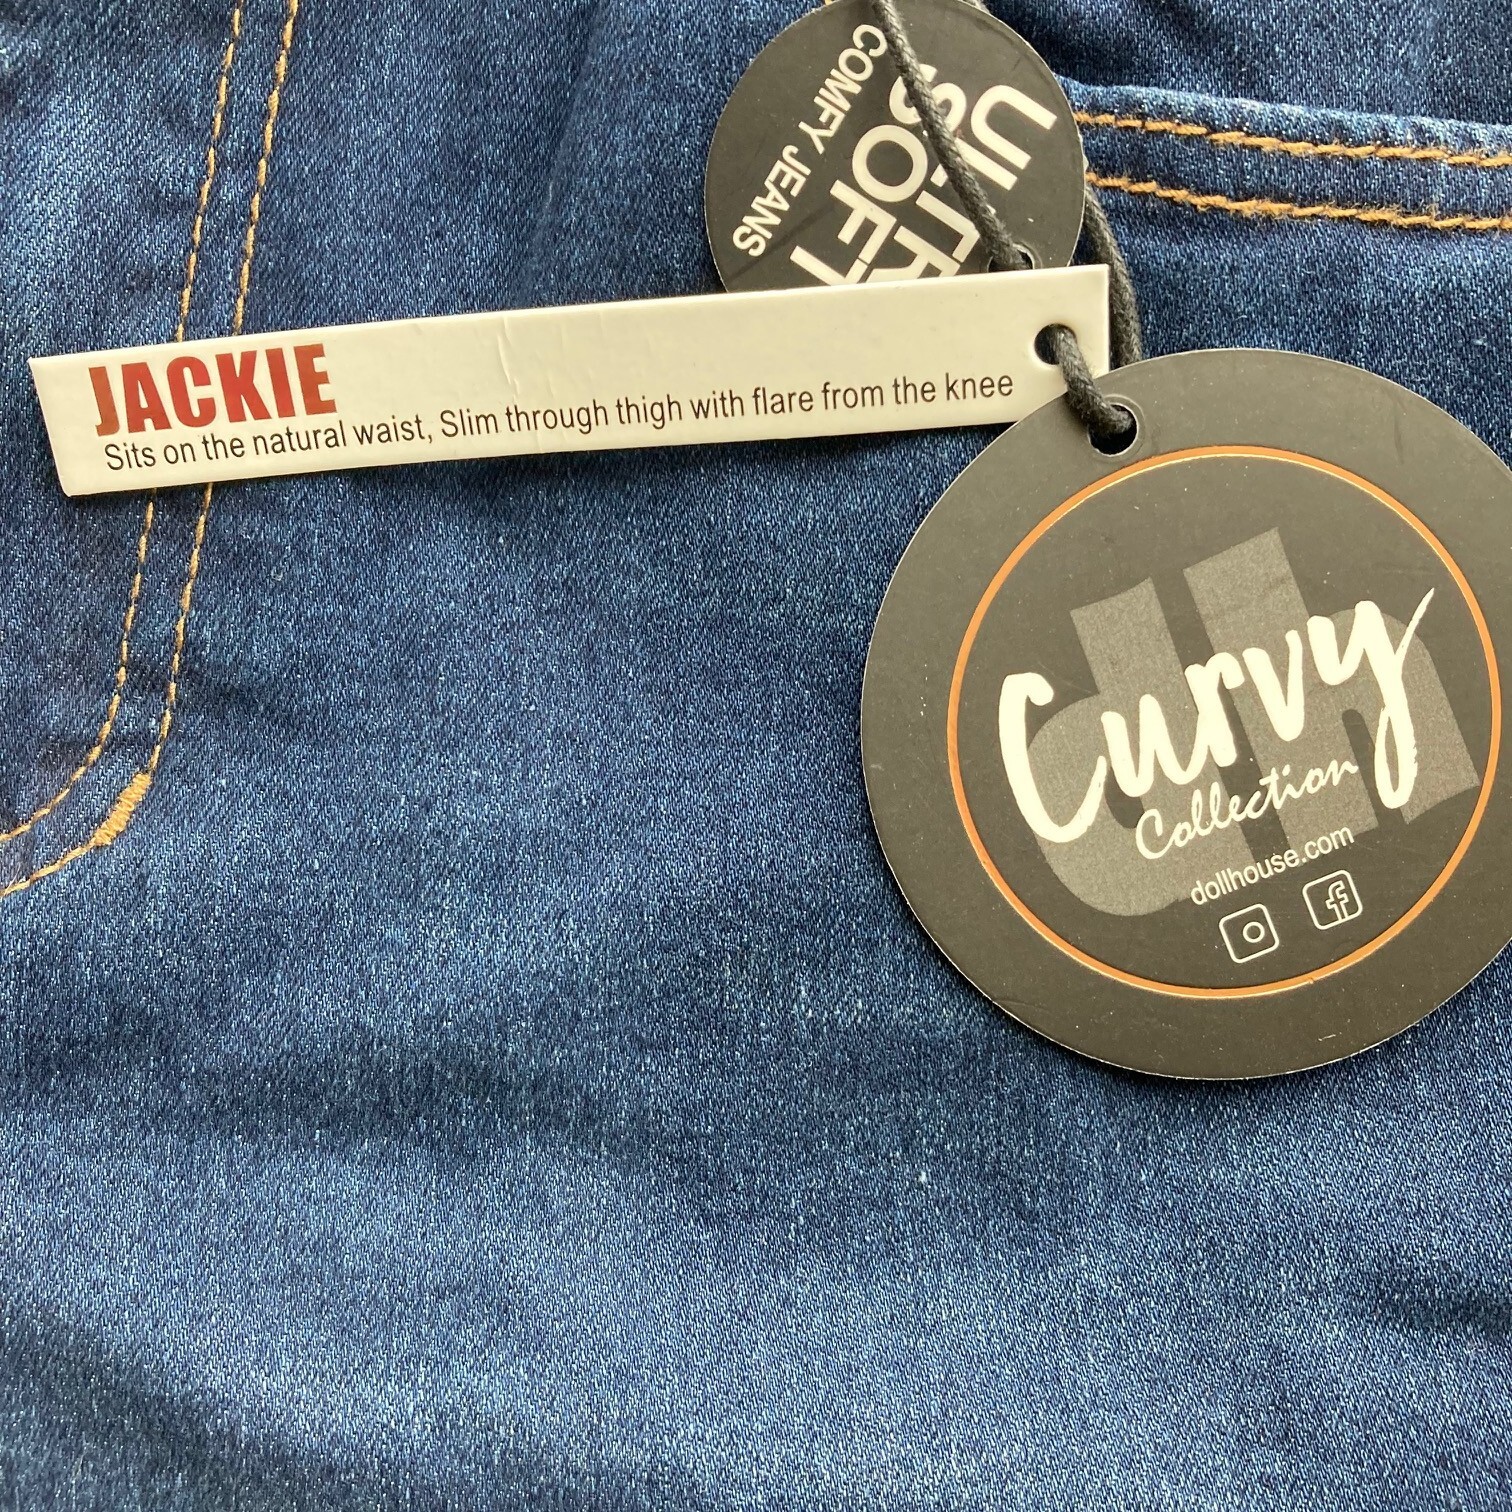 ULTRA
SOFT
COMFY JEANS
JACKIE
Sits on the natural waist, Slim through thigh with flare from the knee
dh
Curvy
Collection
dollhouse.com